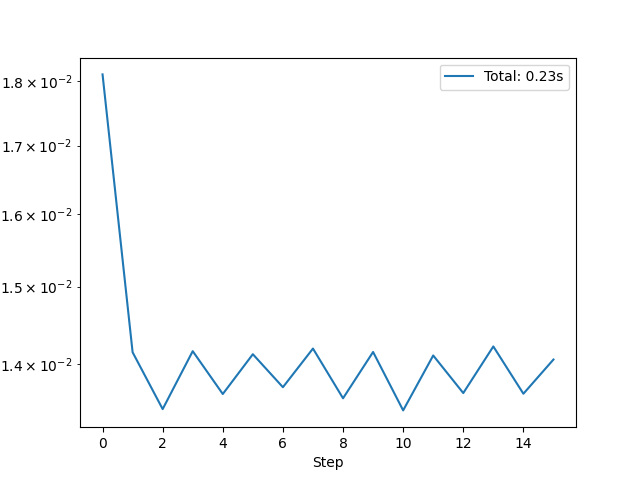 Total: 0.23s
1.8 × 10⁻²
1.7 × 10⁻²
1.6 × 10⁻²
1.5 × 10⁻²
1.4 × 10⁻²
0 2 4 6 8 10 12 14
Step